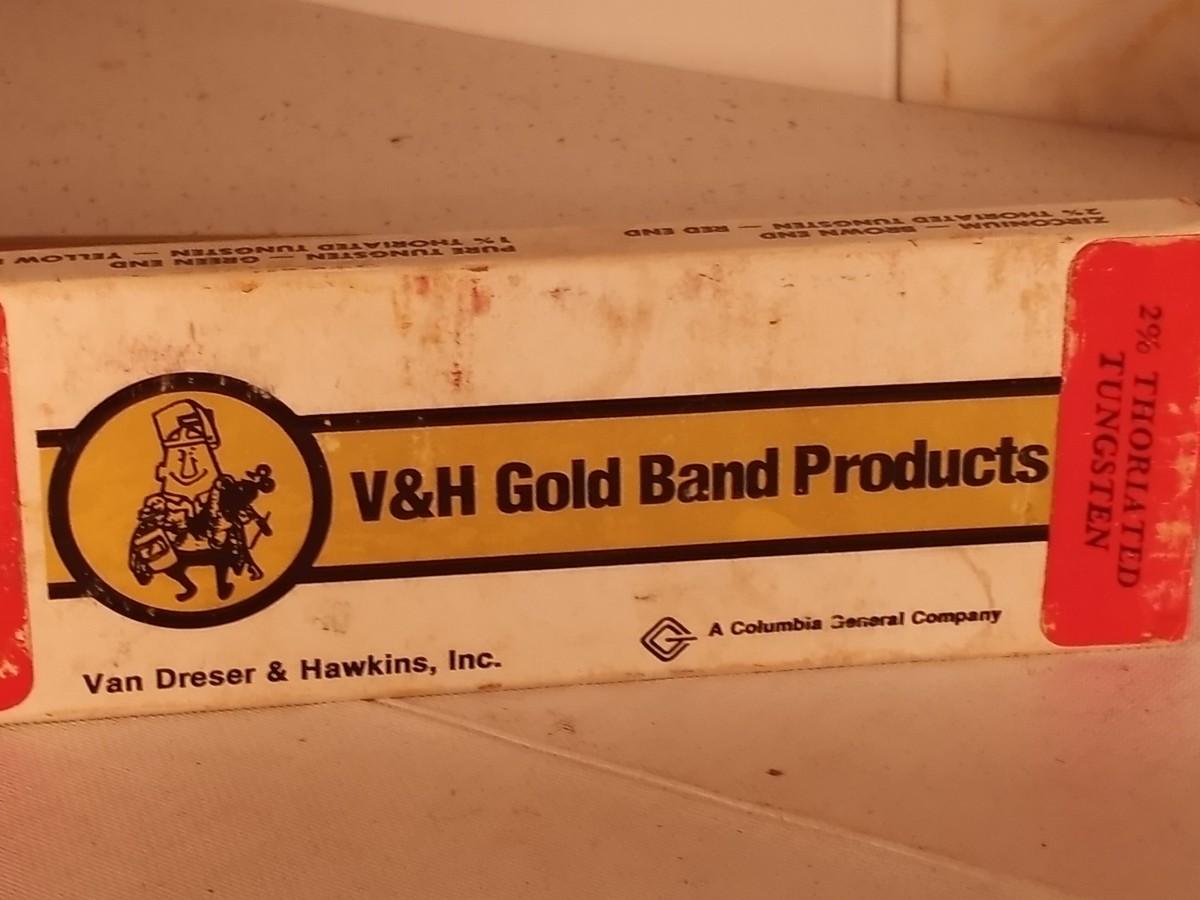 PURE TUNGSTEN — GREEN END
1% THORIATED TUNGSTEN — YELLOW
ZIRCONIUM — BROWN END
2% THORIATED TUNGSTEN — RED END
V&H Gold Band Products
2% THORIATED
TUNGSTEN
A Columbia General Company
Van Dreser & Hawkins, Inc.